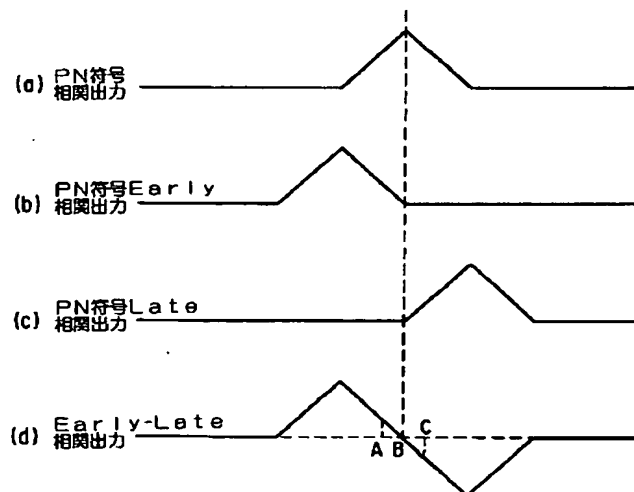 (a) PN符号
相関出力
(b) PN符号Early
相関出力
(c) PN符号Late
相関出力
(d) Early-Late
相関出力
A B C